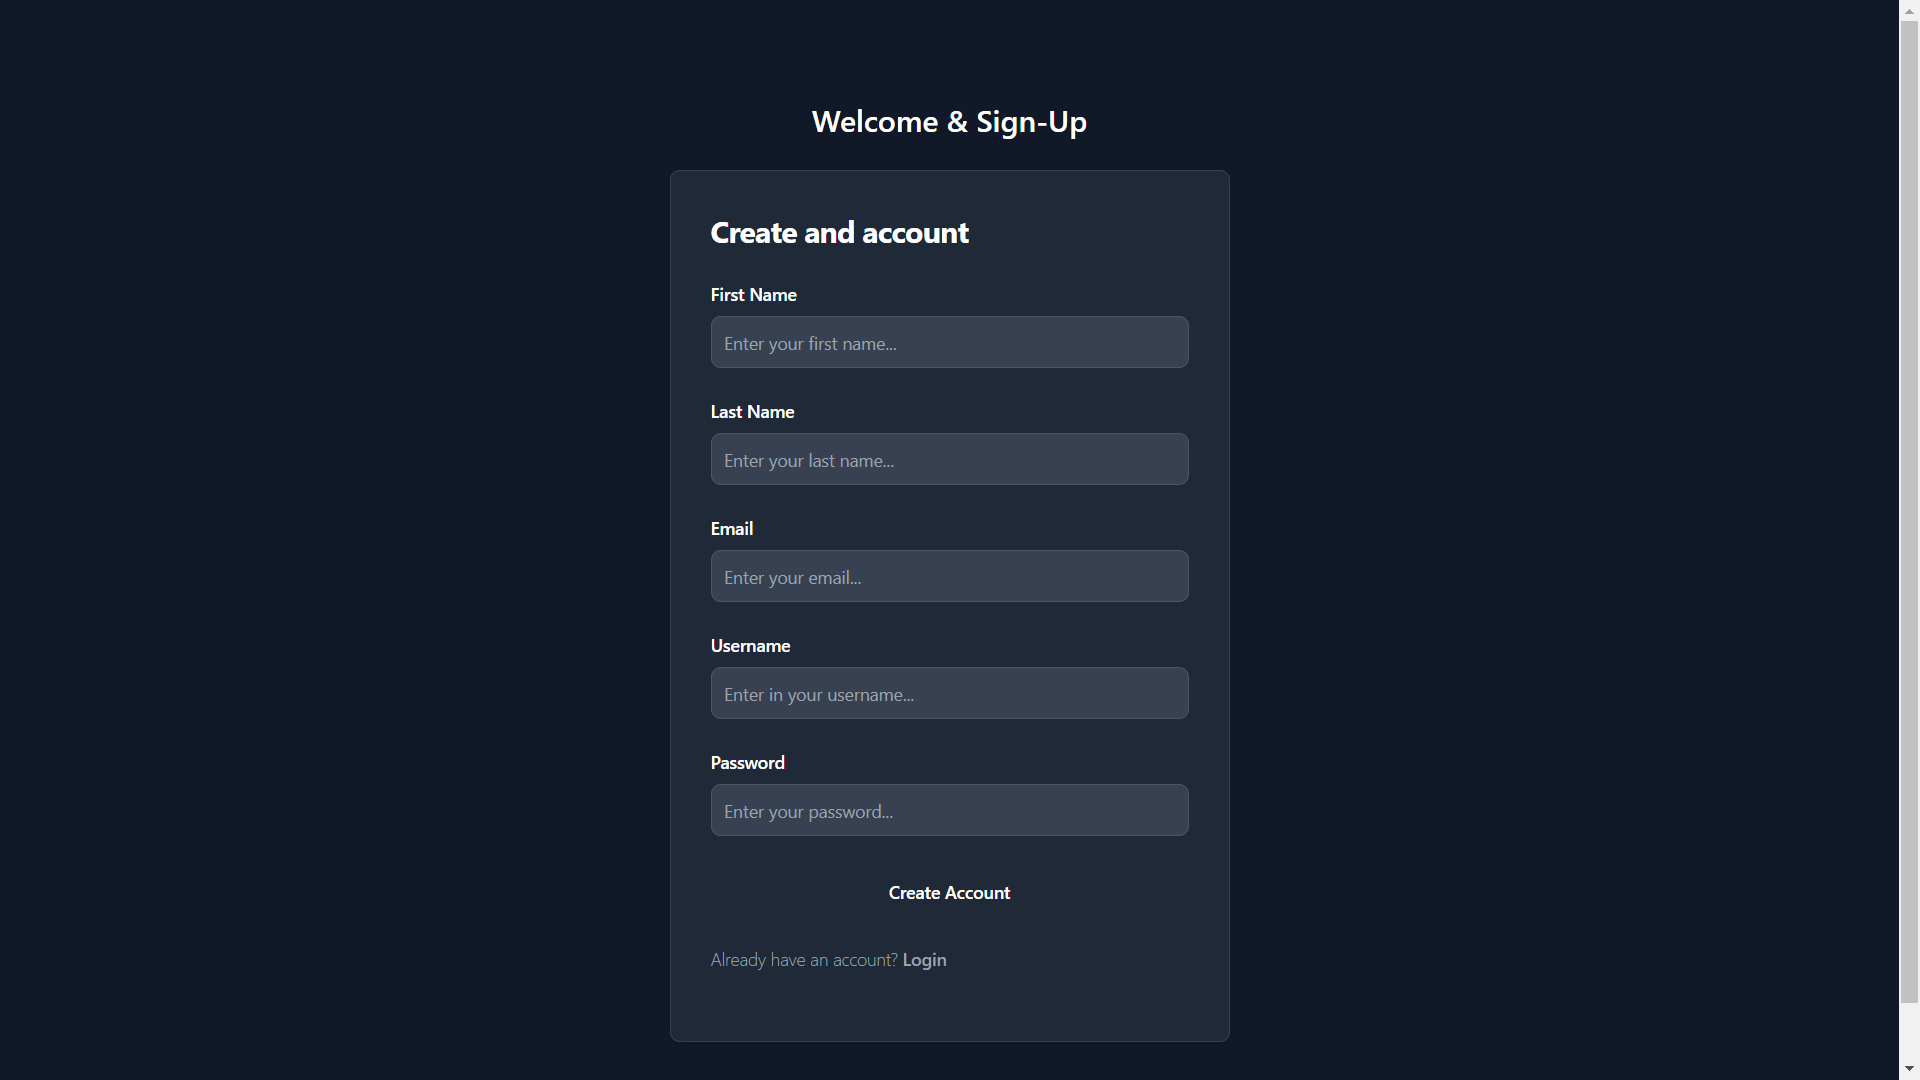 Welcome & Sign-Up
Create and account
First Name
Enter your first name...
Last Name
Enter your last name...
Email
Enter your email...
Username
Enter in your username...
Password
Enter your password...
Create Account
Already have an account? Login